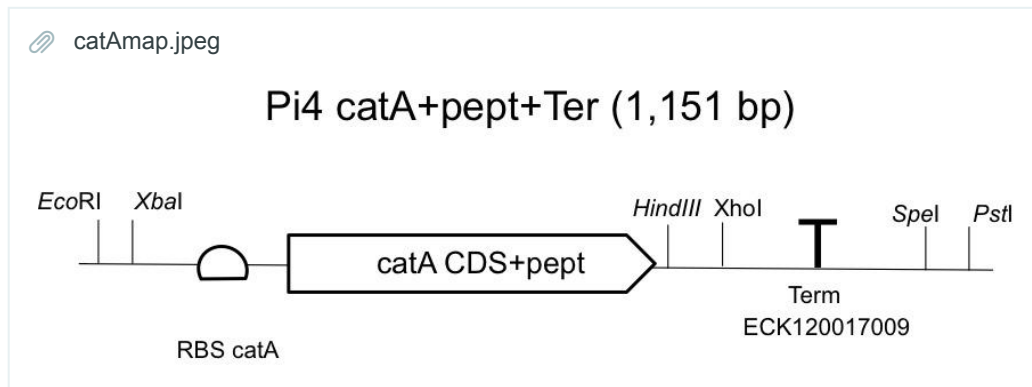 catAmap.jpeg
Pi4 catA+pept+Ter (1,151 bp)
EcoRI XbaI HindIII XhoI SpeI PstI
catA CDS+pept
Term
ECK120017009
RBS catA